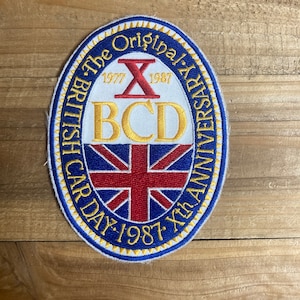 ·The Original·
BRITISH CAR DAY·1987·Xth ANNIVERSARY
1977 X 1987
BCD